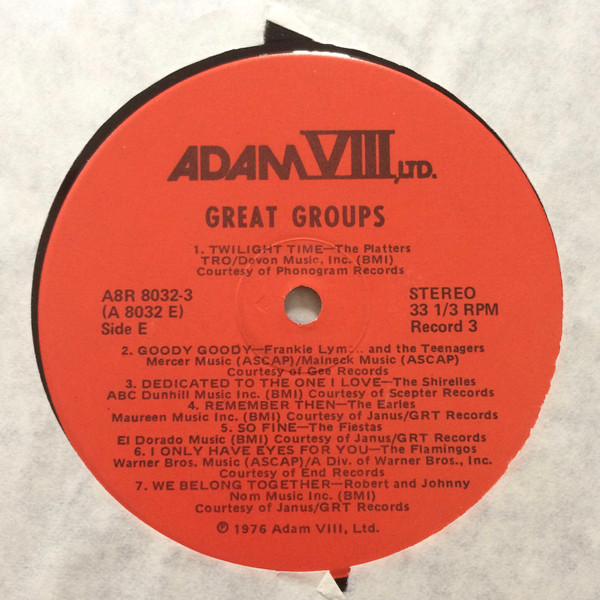 ADAM VIII, LTD.
GREAT GROUPS
1. TWILIGHT TIME—The Platters
TRO/Devon Music, Inc. (BMI)
Courtesy of Phonogram Records
A8R 8032-3
(A 8032 E)
Side E
STEREO
33 1/3 RPM
Record 3
2. GOODY GOODY—Frankie and the Teenagers
Mercer Music (ASCAP)/Malneck Music (ASCAP)
Courtesy of Gee Records
3. DEDICATED TO THE ONE I LOVE—The Shirelles
ABC Dunhill Music Inc. (BMI) Courtesy of Scepter Records
4. REMEMBER THEN—The Earles
Maureen Music Inc. (BMI) Courtesy of Janus/GRT Records
5. SO FINE—The Fiestas
El Dorado Music (BMI) Courtesy of Janus/GRT Records
6. I ONLY HAVE EYES FOR YOU—The Flamingos
Warner Bros. Music (ASCAP)/A Div. of Warner Bros., Inc.
Courtesy of End Records
7. WE BELONG TOGETHER—Robert and Johnny
Nom Music Inc. (BMI)
Courtesy of Janus/GRT Records
℗ 1976 Adam VIII, Ltd.